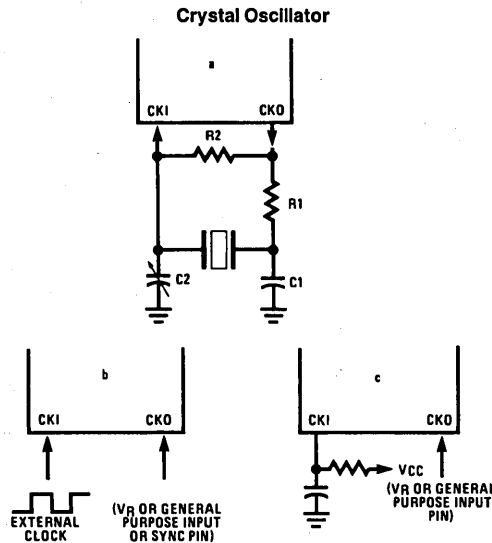 Crystal Oscillator
a
CKI CKO
R2
R1
C2 C1
b
CKI CKO
EXTERNAL
CLOCK
(VR OR GENERAL
PURPOSE INPUT
OR SYNC PIN)
c
CKI CKO
VCC
(VR OR GENERAL
PURPOSE INPUT
PIN)